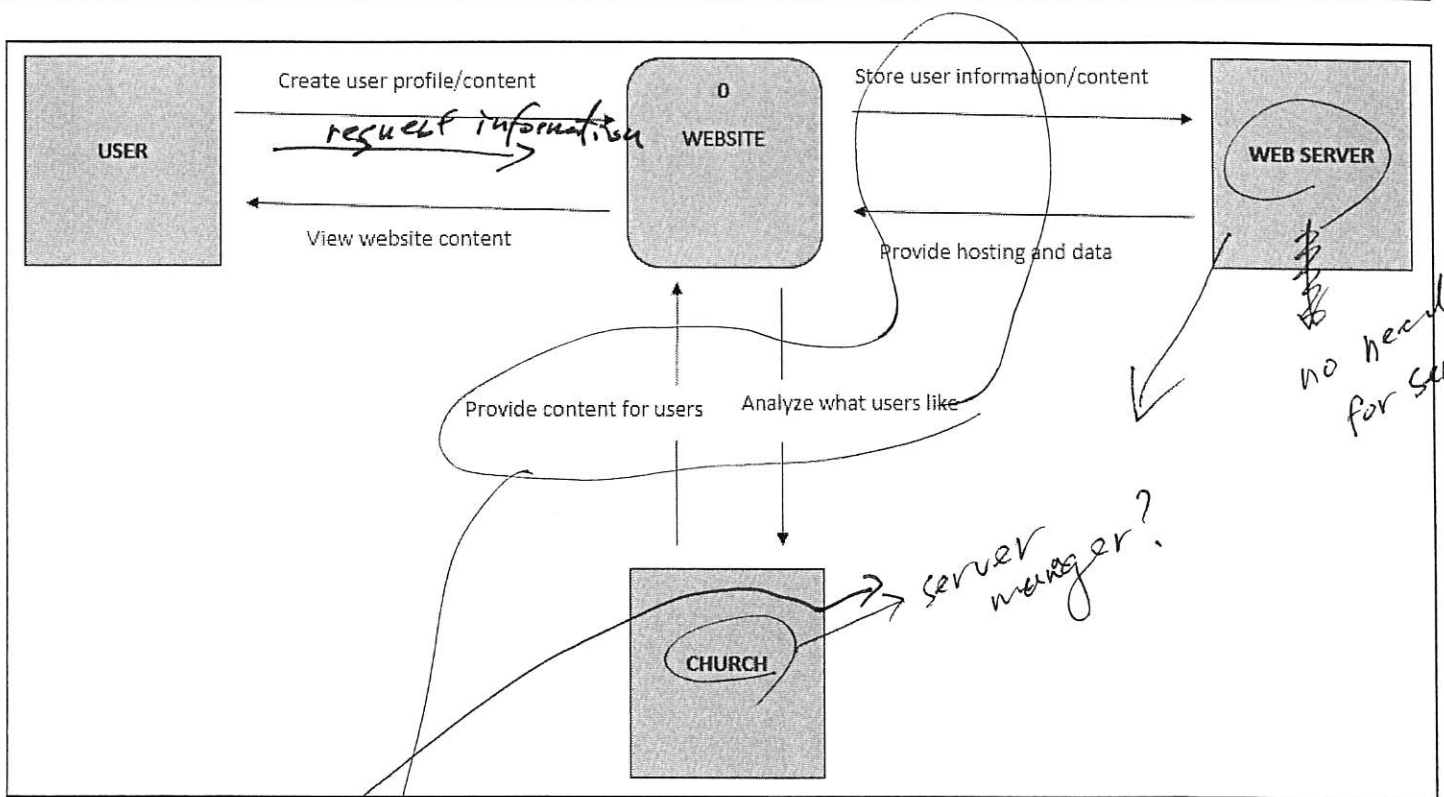 Create user profile/content
request information
USER
View website content
0
WEBSITE
Store user information/content
Provide hosting and data
WEB SERVER
no need
for
Provide content for users
Analyze what users like
CHURCH
server
manager?